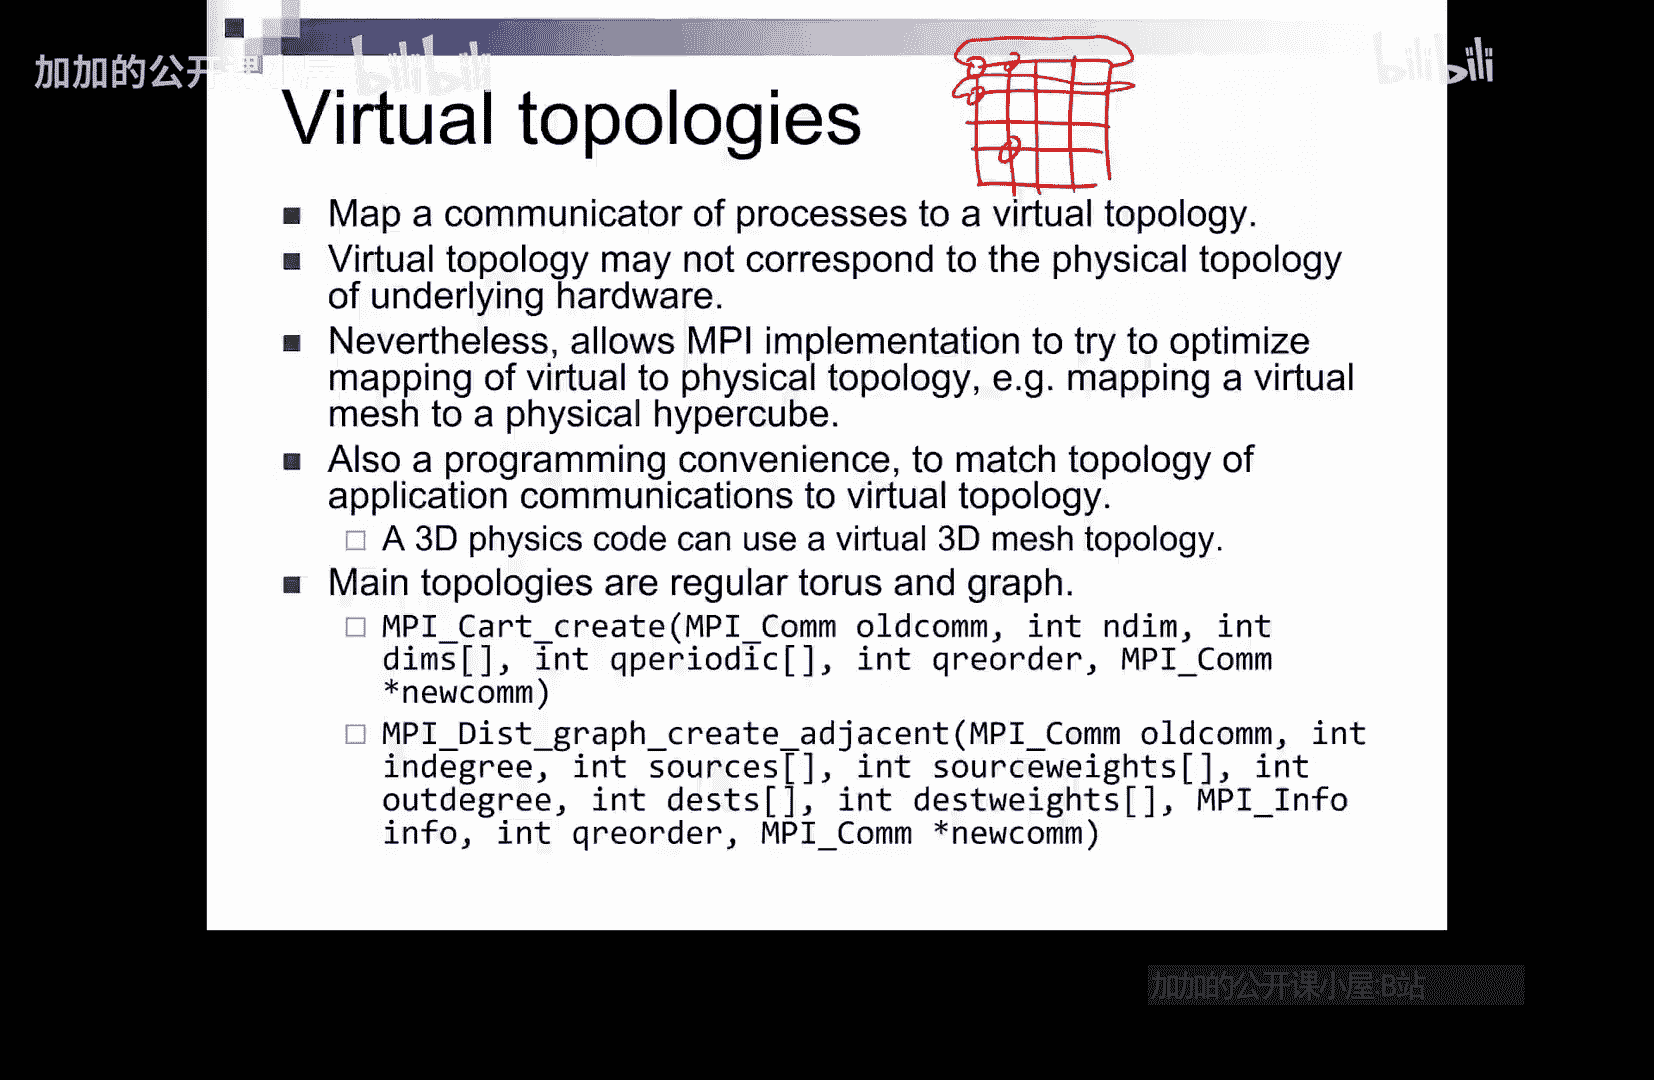 加加的公开课小屋
bilibili
bilibili
Virtual topologies
Map a communicator of processes to a virtual topology.
Virtual topology may not correspond to the physical topology
of underlying hardware.
Nevertheless, allows MPI implementation to try to optimize
mapping of virtual to physical topology, e.g. mapping a virtual
mesh to a physical hypercube.
Also a programming convenience, to match topology of
application communications to virtual topology.
A 3D physics code can use a virtual 3D mesh topology.
Main topologies are regular torus and graph.
MPI_Cart_create(MPI_Comm oldcomm, int ndim, int
dims[], int qperiodic[], int qreorder, MPI_Comm
*newcomm)
MPI_Dist_graph_create_adjacent(MPI_Comm oldcomm, int
indegree, int sources[], int sourceweights[], int
outdegree, int dests[], int destweights[], MPI_Info
info, int qreorder, MPI_Comm *newcomm)
加加的公开课小屋:B站